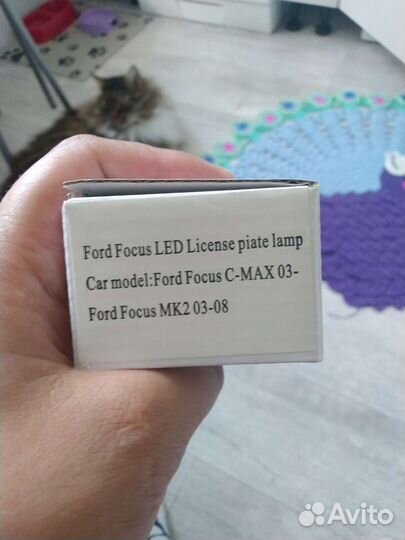 Ford Focus LED License piate lamp
Car model:Ford Focus C-MAX 03-
Ford Focus MK2 03-08
Avito